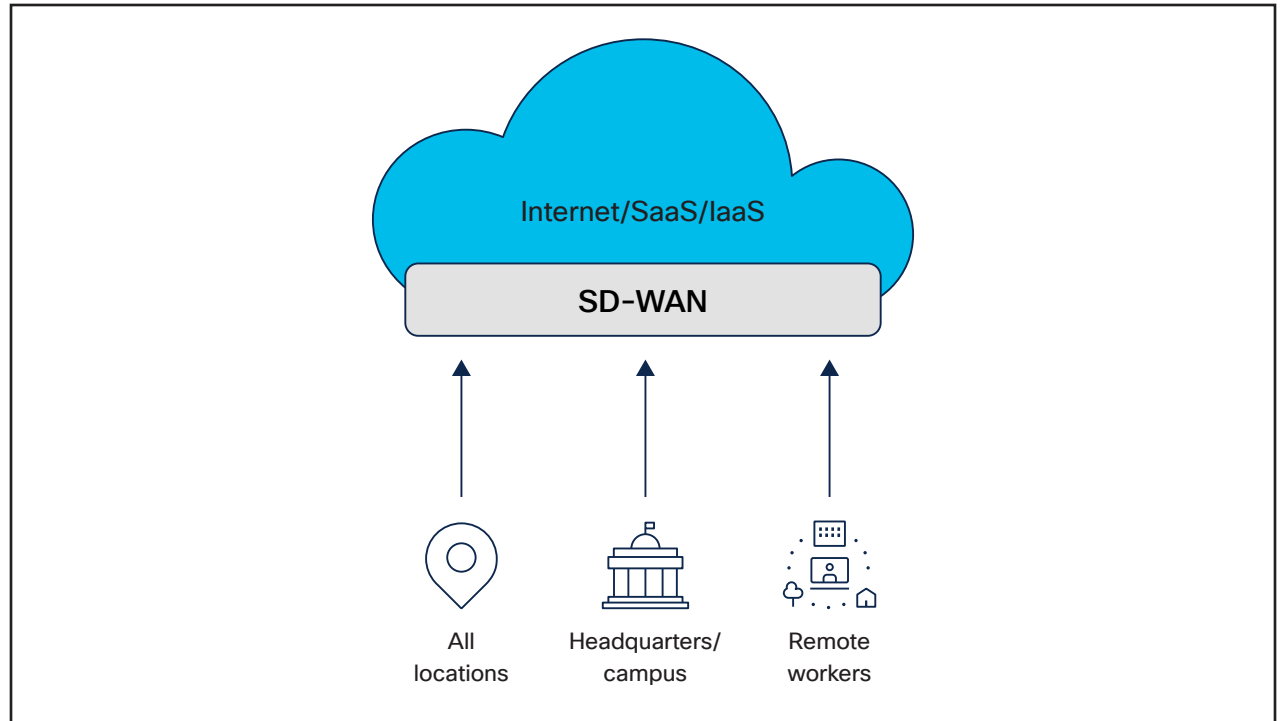 Internet/SaaS/IaaS
SD-WAN
All
locations
Headquarters/
campus
Remote
workers